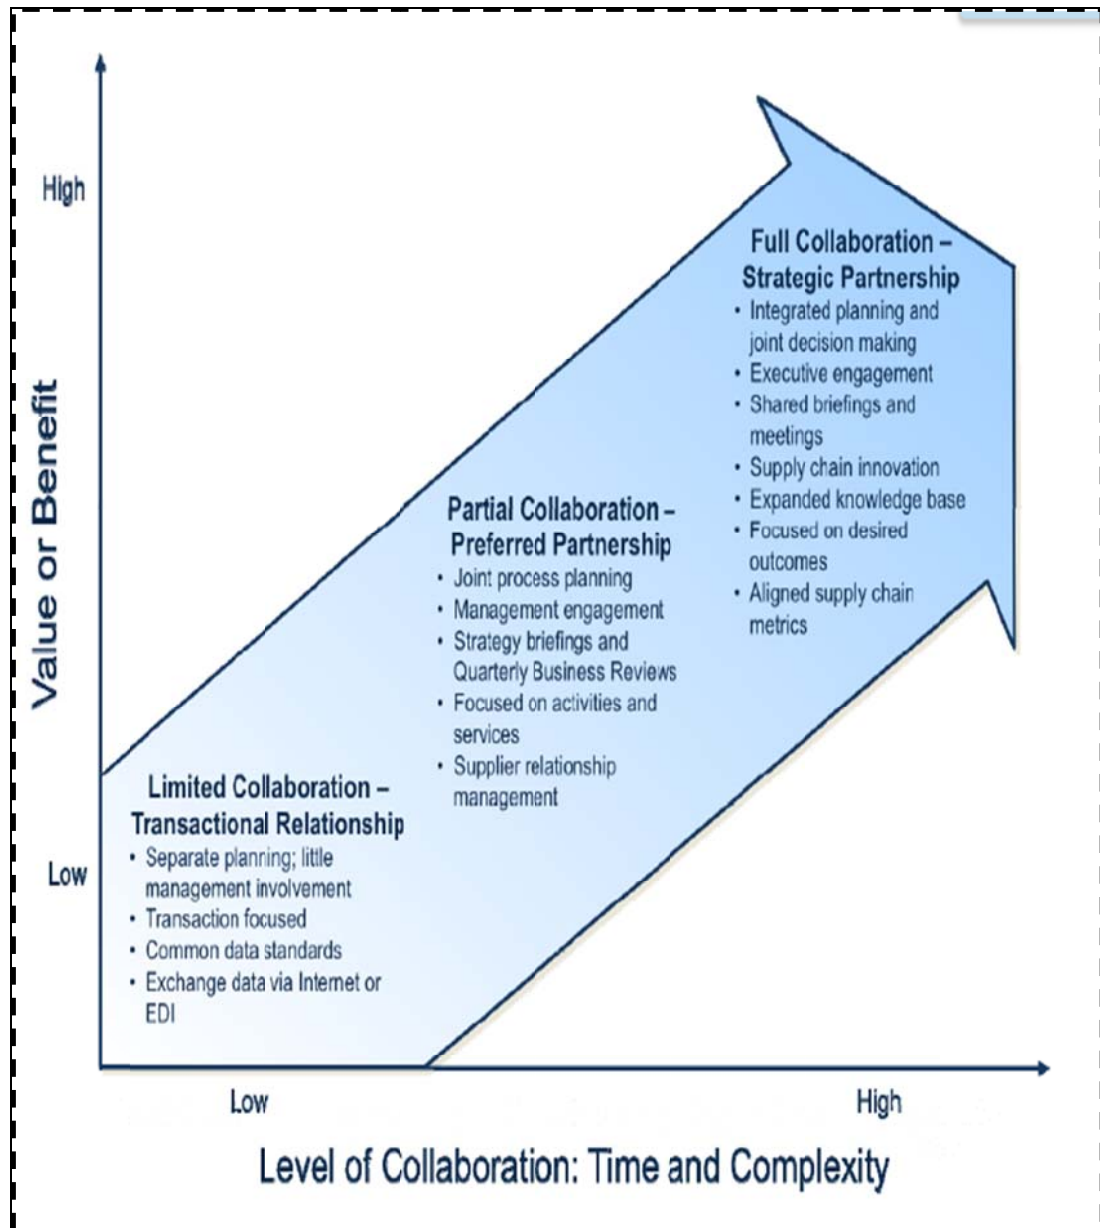 High
Value or Benefit
Low
Full Collaboration –
Strategic Partnership
• Integrated planning and
joint decision making
• Executive engagement
• Shared briefings and
meetings
• Supply chain innovation
• Expanded knowledge base
• Focused on desired
outcomes
• Aligned supply chain
metrics
Partial Collaboration –
Preferred Partnership
• Joint process planning
• Management engagement
• Strategy briefings and
Quarterly Business Reviews
• Focused on activities and
services
• Supplier relationship
management
Limited Collaboration –
Transactional Relationship
• Separate planning; little
management involvement
• Transaction focused
• Common data standards
• Exchange data via Internet or
EDI
Low
High
Level of Collaboration: Time and Complexity